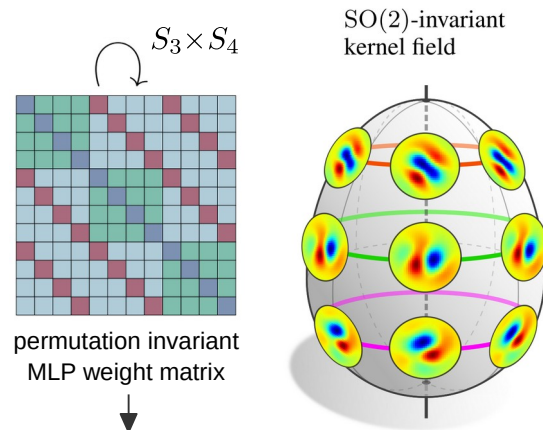 S₃×S₄
permutation invariant
MLP weight matrix
SO(2)-invariant
kernel field